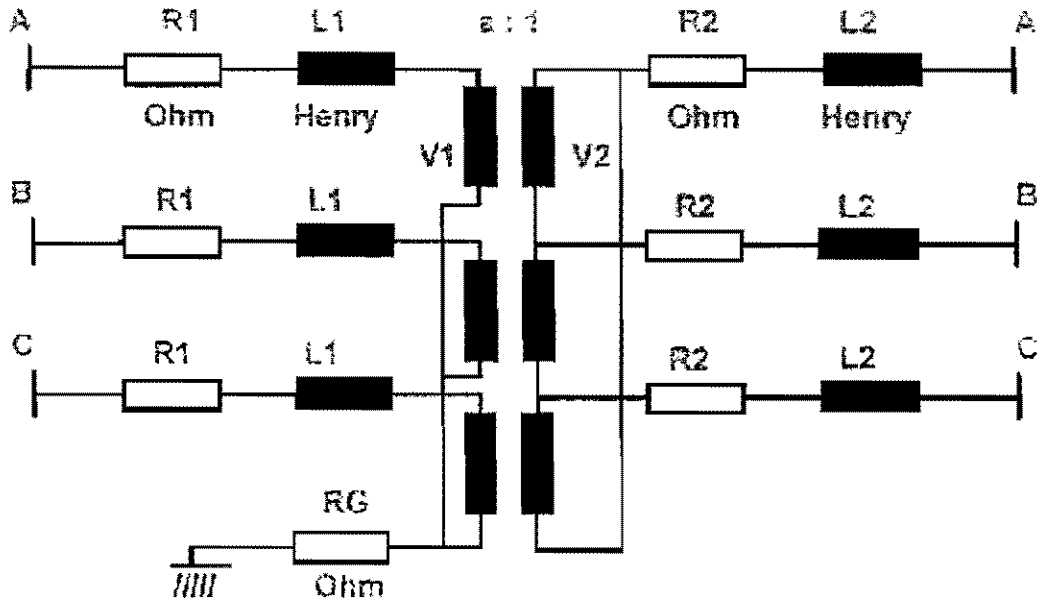 A R1 L1 a : 1 R2 L2 A
Ohm Henry Ohm Henry
V1 V2
B R1 L1 R2 L2 B
C R1 L1 R2 L2 C
RG
Ohm